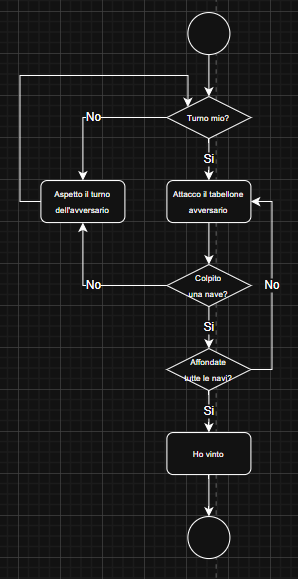 Turno mio?
No
Si
Aspetto il turno
dell'avversario
Attacco il tabellone
avversario
Colpito
una nave?
No
No
Si
Affondate
tutte le navi?
Si
Ho vinto